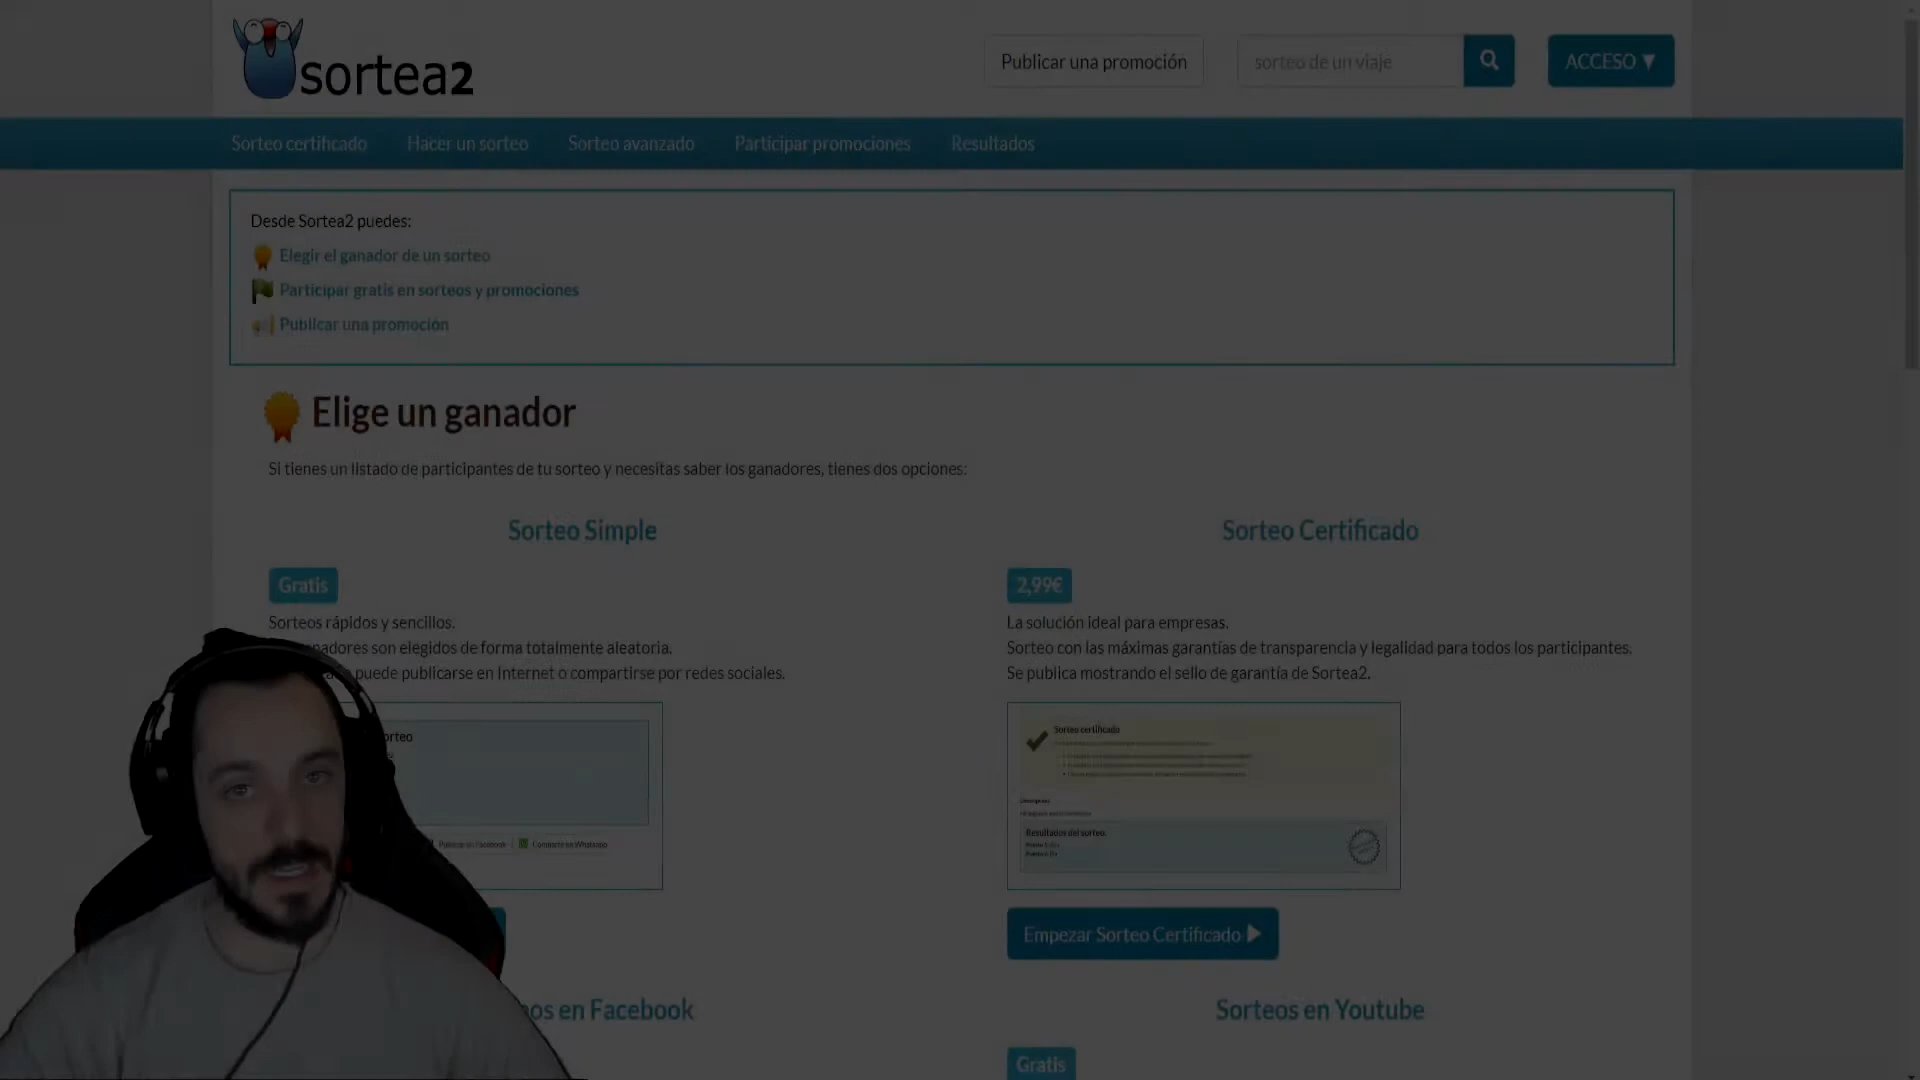 sortea2
Publicar una promoción
sorteo de un viaje
ACCESO ▼
Sorteo certificado
Hacer un sorteo
Sorteo avanzado
Participar promociones
Resultados
Desde Sortea2 puedes:
Elegir el ganador de un sorteo
Participar gratis en sorteos y promociones
Publicar una promoción
Elige un ganador
Si tienes un listado de participantes de tu sorteo y necesitas saber los ganadores, tienes dos opciones:
Sorteo Simple
Gratis
Sorteos rápidos y sencillos.
nadores son elegidos de forma totalmente aleatoria.
puede publicarse en Internet o compartirse por redes sociales.
orteo
Publicar en Facebook
Compartir en Whatsapp
Sorteo Certificado
2,99€
La solución ideal para empresas.
Sorteo con las máximas garantías de transparencia y legalidad para todos los participantes.
Se publica mostrando el sello de garantía de Sortea2.
Sorteo certificado
Resultados del sorteo
Empezar Sorteo Certificado
os en Facebook
Sorteos en Youtube
Gratis